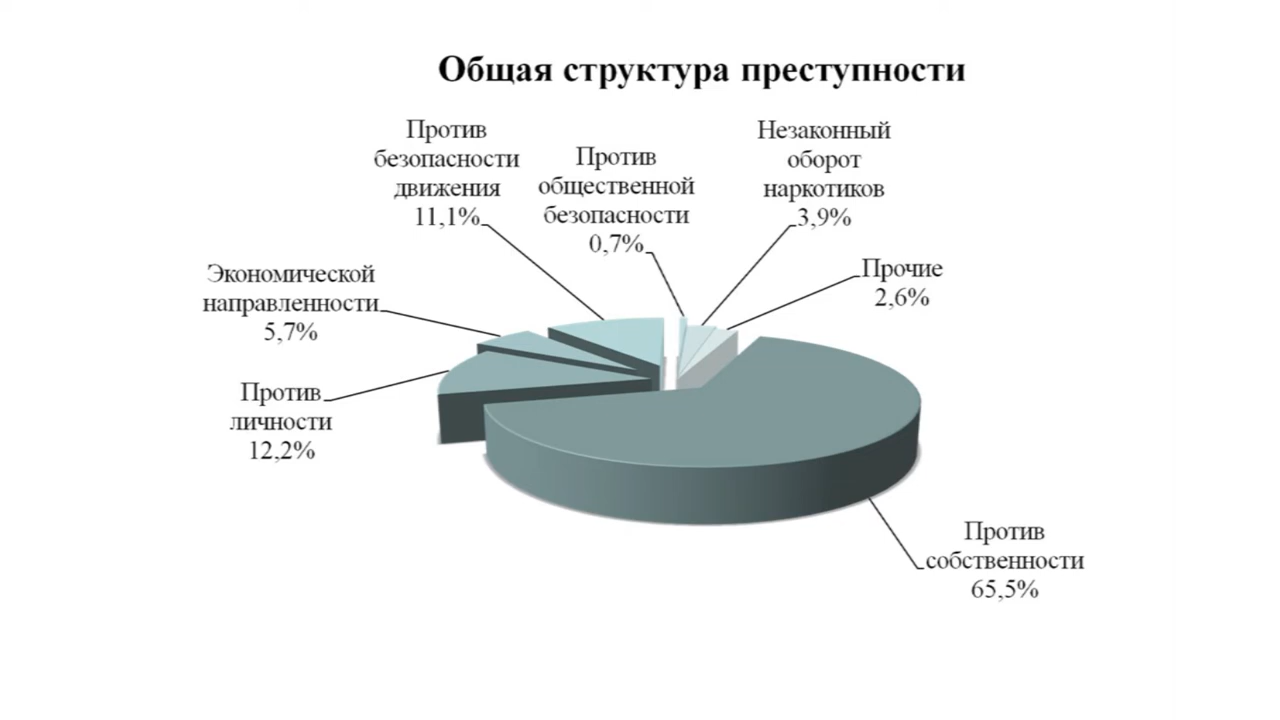 Общая структура преступности
Против
безопасности
движения
11,1%
Против
общественной
безопасности
0,7%
Незаконный
оборот
наркотиков
3,9%
Прочие
2,6%
Экономической
направленности
5,7%
Против
личности
12,2%
Против
собственности
65,5%